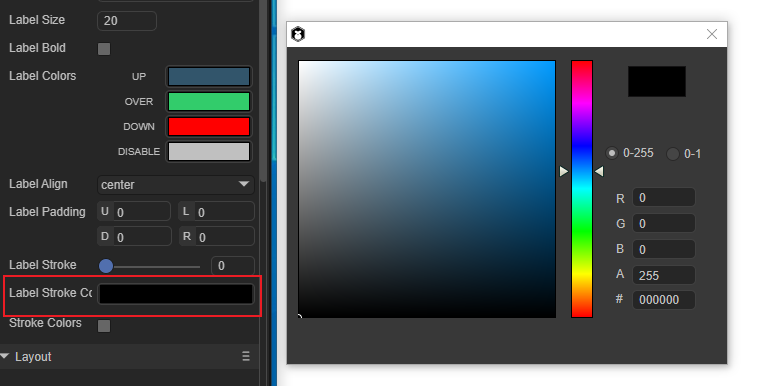 Label Size 20
Label Bold
Label Colors UP
OVER
DOWN
DISABLE
Label Align center
Label Padding U 0 L 0
D 0 R 0
Label Stroke 0
Label Stroke Co
Stroke Colors
Layout
0-255 0-1
R 0
G 0
B 0
A 255
# 000000